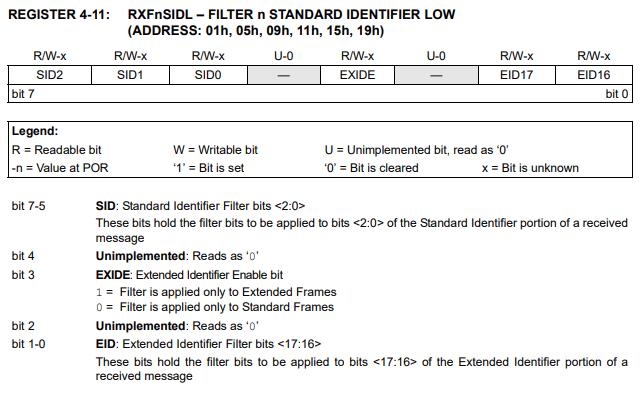 REGISTER 4-11: RXFnSIDL – FILTER n STANDARD IDENTIFIER LOW
(ADDRESS: 01h, 05h, 09h, 11h, 15h, 19h)
R/W-x R/W-x R/W-x U-0 R/W-x U-0 R/W-x R/W-x
SID2 SID1 SID0 — EXIDE — EID17 EID16
bit 7 bit 0
Legend:
R = Readable bit W = Writable bit U = Unimplemented bit, read as ‘0’
-n = Value at POR ‘1’ = Bit is set ‘0’ = Bit is cleared x = Bit is unknown
bit 7-5 SID: Standard Identifier Filter bits <2:0>
These bits hold the filter bits to be applied to bits <2:0> of the Standard Identifier portion of a received
message
bit 4 Unimplemented: Reads as ‘0’
bit 3 EXIDE: Extended Identifier Enable bit
1 = Filter is applied only to Extended Frames
0 = Filter is applied only to Standard Frames
bit 2 Unimplemented: Reads as ‘0’
bit 1-0 EID: Extended Identifier Filter bits <17:16>
These bits hold the filter bits to be applied to bits <17:16> of the Extended Identifier portion of a
received message